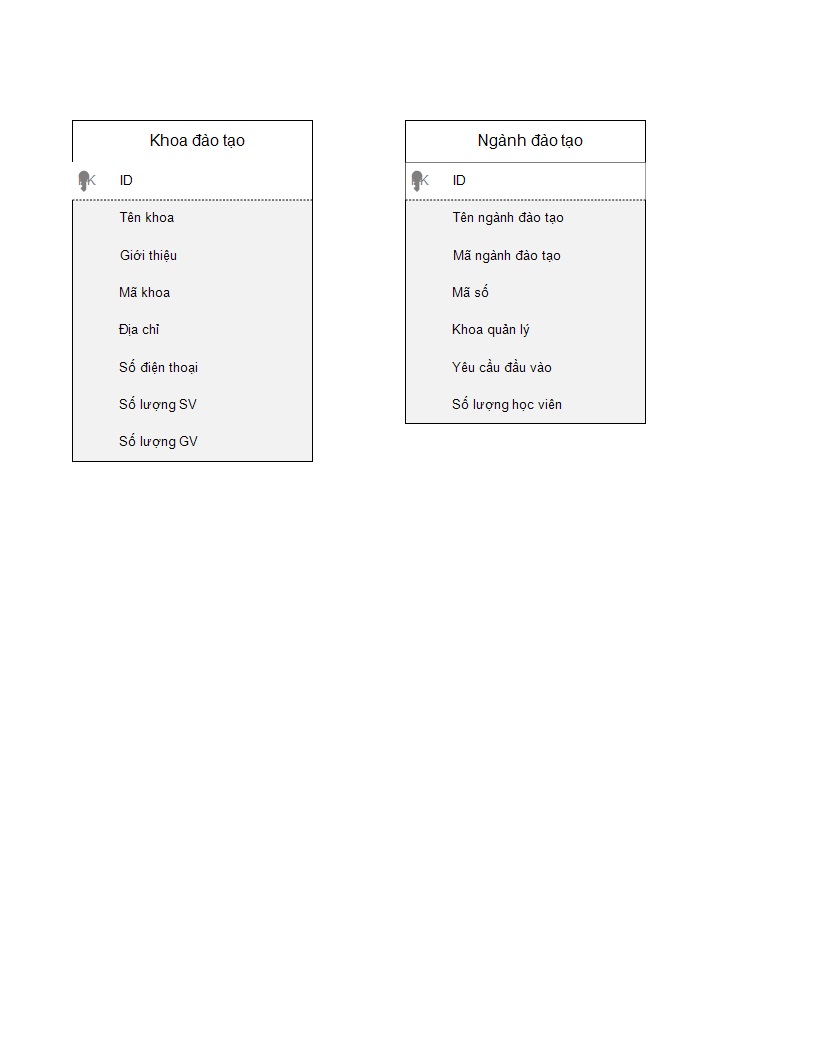 Khoa đào tạo
PK ID
Tên khoa
Giới thiệu
Mã khoa
Địa chỉ
Số điện thoại
Số lượng SV
Số lượng GV
Ngành đào tạo
PK ID
Tên ngành đào tạo
Mã ngành đào tạo
Mã số
Khoa quản lý
Yêu cầu đầu vào
Số lượng học viên